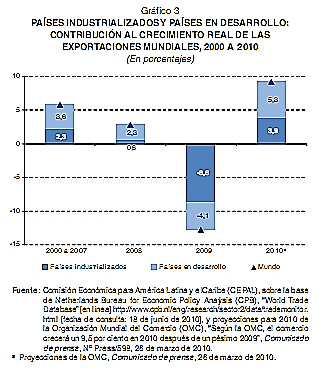 Gráfico 3
PAÍSES INDUSTRIALIZADOS Y PAÍSES EN DESARROLLO:
CONTRIBUCIÓN AL CRECIMIENTO REAL DE LAS
EXPORTACIONES MUNDIALES, 2000 A 2010
(En porcentajes)
10
5
0
-5
-10
-15
3,6
2,3
2,3
0,6
-8,6
-4,1
5,3
3,9
2000 a 2007
2008
2009
2010ª
Países industrializados
Países en desarrollo
Mundo
Fuente: Comisión Económica para América Latina y el Caribe (CEPAL), sobre la base
de Netherlands Bureau for Economic Policy Analysis (CPB), "World Trade
Database" [en línea] http://www.cpb.nl/eng/research/sector2/data/trademonitor.
html [fecha de consulta: 18 de junio de 2010], y proyecciones para 2010 de
la Organización Mundial del Comercio (OMC), "Según la OMC, el comercio
crecerá un 9,5 por ciento en 2010 después de un pésimo 2009", Comunicado
de prensa, Nº Press/598, 26 de marzo de 2010.
ª Proyecciones de la OMC, Comunicado de prensa, 26 de marzo de 2010.